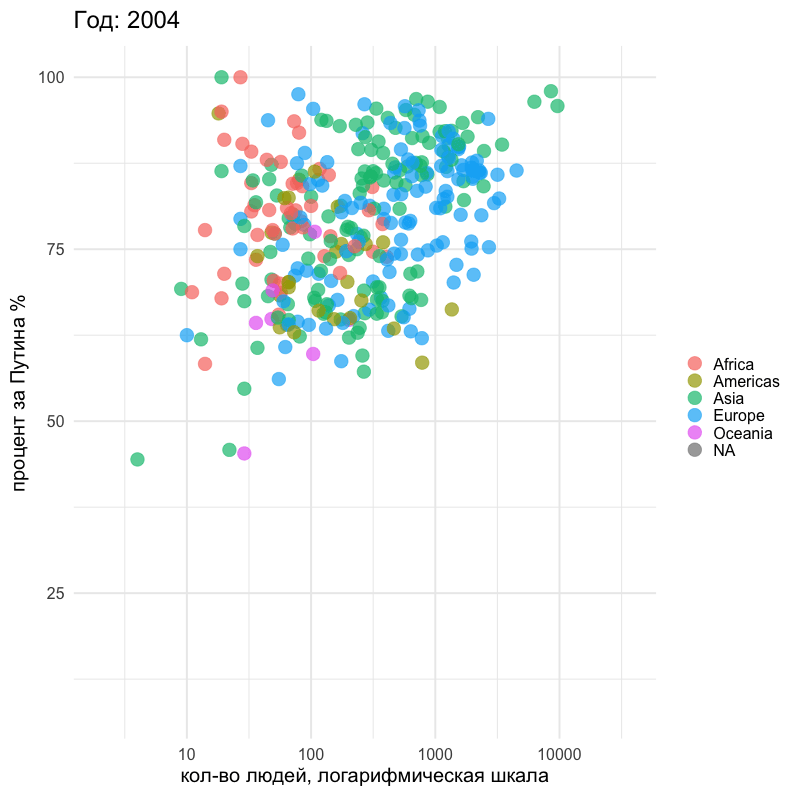 Год: 2004
100
75
50
25
процент за Путина %
10
100
1000
10000
кол-во людей, логарифмическая шкала
Africa
Americas
Asia
Europe
Oceania
NA